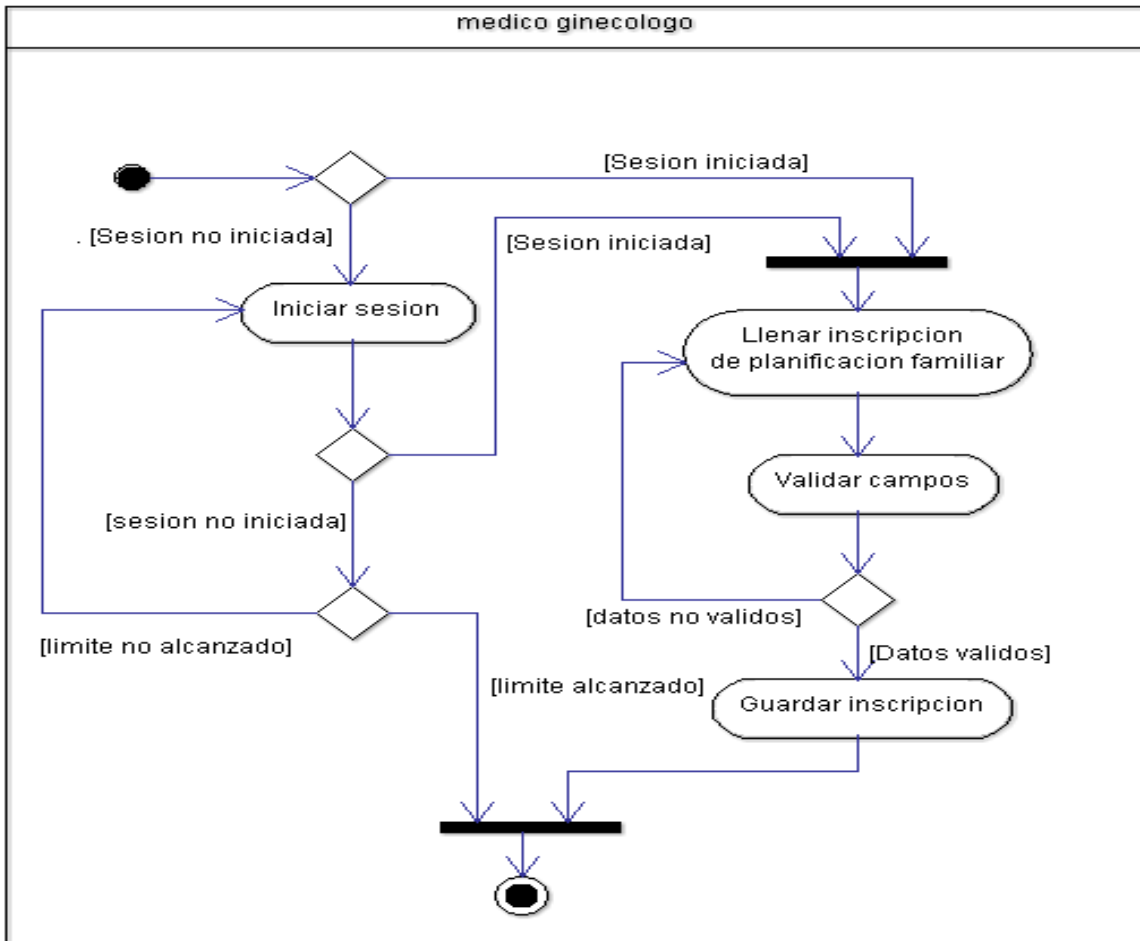 medico ginecologo
[Sesion iniciada]
. [Sesion no iniciada]
[Sesion iniciada]
Iniciar sesion
Llenar inscripcion
de planificacion familiar
Validar campos
[sesion no iniciada]
[datos no validos]
[limite no alcanzado]
[Datos validos]
[limite alcanzado]
Guardar inscripcion